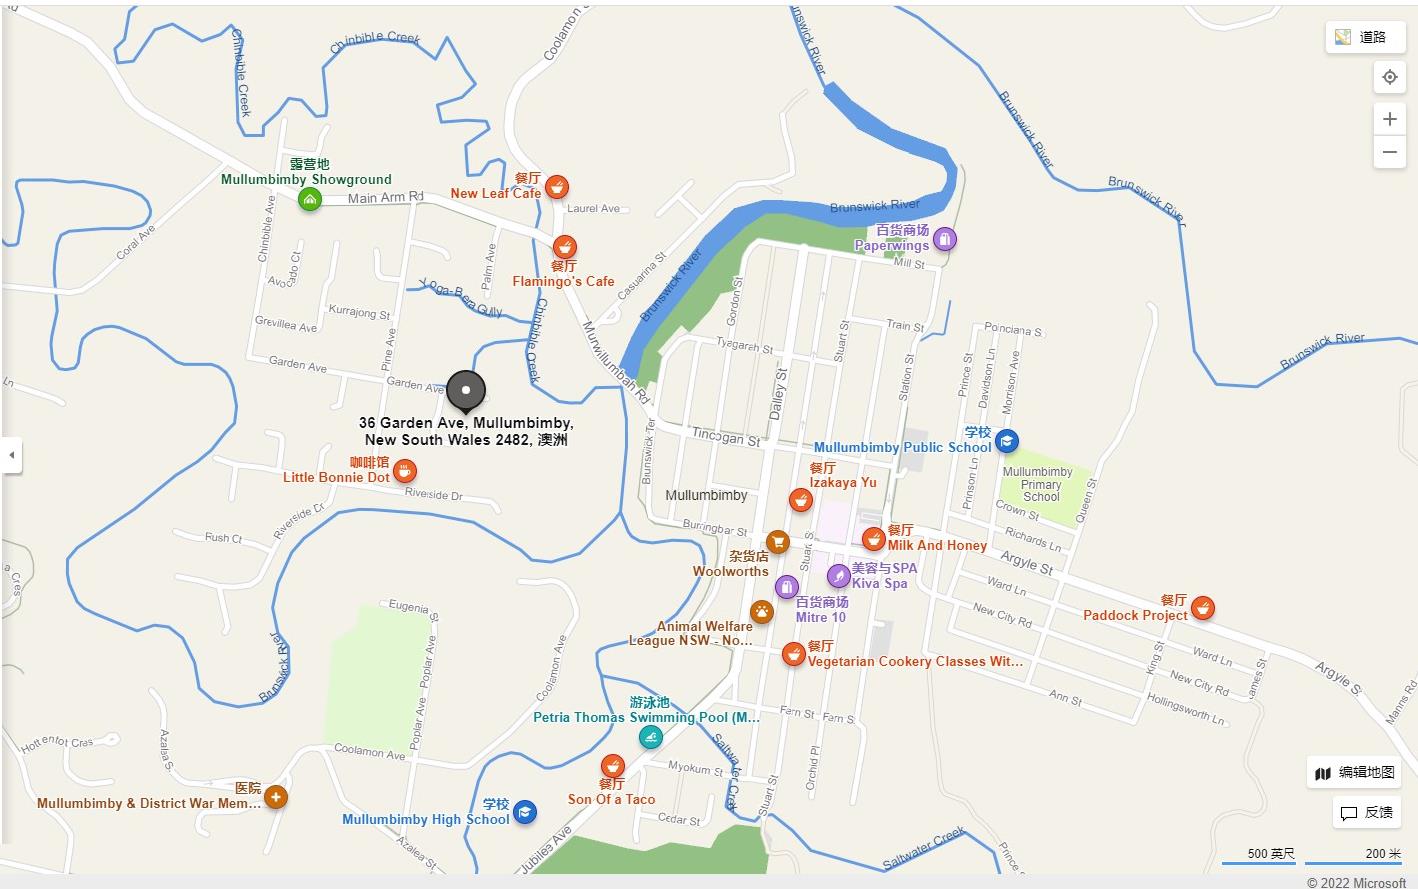 Coolamon S
Brunswick River
道路
Chinbible Creek
Chinbible Creek
Brunswick River
露营地
Mullumbimby Showground
餐厅
New Leaf Cafe
Main Arm Rd
Laurel Ave
Brunswick River
Brunswick River
Coral Ave
Chinbible Ave
百货商场
Paperwings
Palm Ave
餐厅
Flamingo's Cafe
Casuarina St
Brunswick River
Mill St
Avocado Ct
Yoga-Bera Gully
Gordon St
Kurrajong St
Grevillea Ave
Chinbible Creek
Murwillumbah Rd
Train St
Poinciana S
Stuart St
Tyagarah St
Station St
Brunswick River
Garden Ave
Pine Ave
Garden Ave
Dalley St
Prince St
Davidson Ln
Morrison Ave
Ln
36 Garden Ave, Mullumbimby,
New South Wales 2482, 澳洲
Brunswick Ter
Tincogan St
学校
Mullumbimby Public School
咖啡馆
Little Bonnie Dot
餐厅
Izakaya Yu
Mullumbimby
Primary
School
Prinson Ln
Riverside Dr
Mullumbimby
Queen St
Crown St
Riverside Dr
Burringbar St
Rush Ct
Stuart S
餐厅
Milk And Honey
Richards Ln
杂货店
Woolworths
Argyle St
美容与SPA
Kiva Spa
a Cres
Ward Ln
百货商场
Mitre 10
餐厅
Paddock Project
Eugenia St
New City Rd
Animal Welfare
League NSW - No...
餐厅
Vegetarian Cookery Classes Wit...
Brunswick River
Poplar Ave
Coolamon Ave
King St
Ward Ln
Argyle S
New City Rd
James St
Ann St
Hollingsworth Ln
Manns Rd
游泳池
Petria Thomas Swimming Pool (M...
Fern St
Fern S
Poplar Ave
Hottentot Cres
Azalea S
Coolamon Ave
Saltwater Creek
Orchid Pl
Myokum St
编辑地图
医院
Mullumbimby & District War Mem...
餐厅
Son Of a Taco
Stuart St
学校
Mullumbimby High School
Cedar St
反馈
Azalea St
Jubilee Ave
Saltwater Creek
Prince S
500 英尺
200 米
© 2022 Microsoft